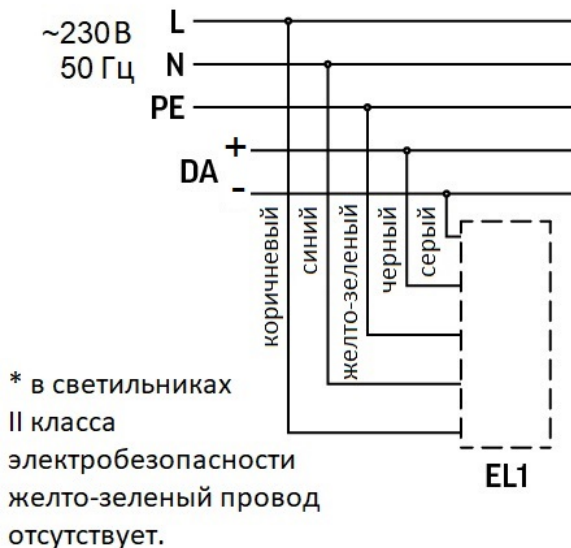 ~230 В
50 Гц
L
N
PE
DA
+
-
коричневый
синий
желто-зеленый
черный
серый
EL1
* в светильниках
II класса
электробезопасности
желто-зеленый провод
отсутствует.